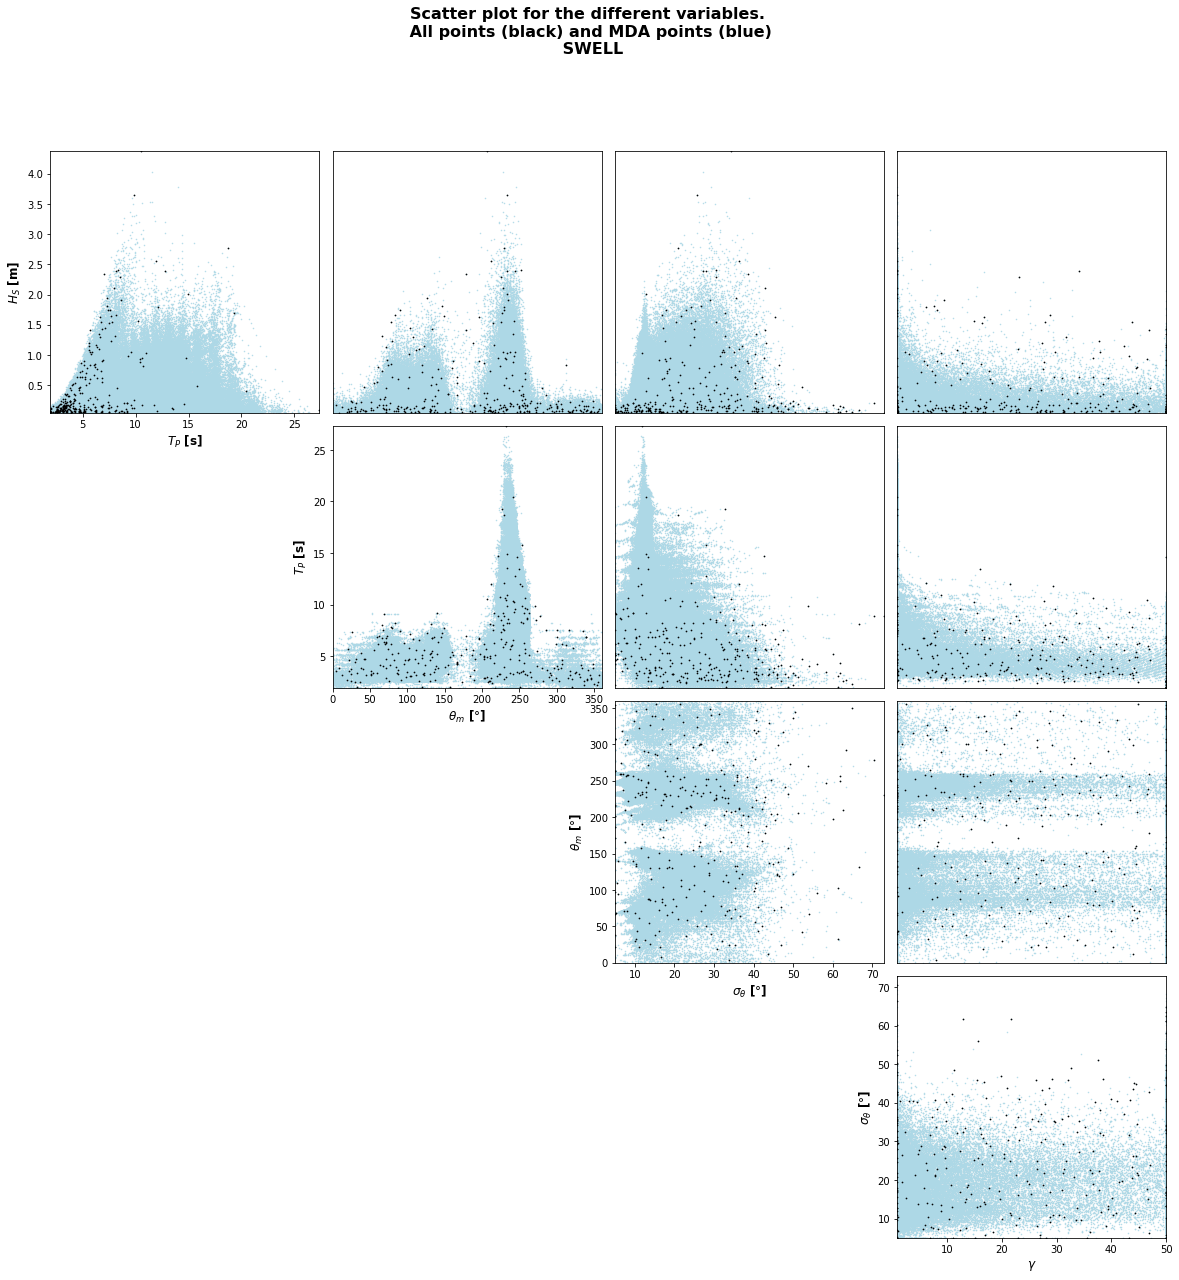 Scatter plot for the different variables.
All points (black) and MDA points (blue)
SWELL
4.0
3.5
3.0
2.5
2.0
1.5
1.0
0.5
H_S [m]
5 10 15 20 25
T_P [s]
25
20
15
10
5
T_P [s]
0 50 100 150 200 250 300 350
θ_m [°]
300
250
200
150
100
50
0
θ_m [°]
10 20 30 40 50 60 70
σ_θ [°]
70
60
50
40
30
20
10
σ_θ [°]
10 20 30 40 50
γ